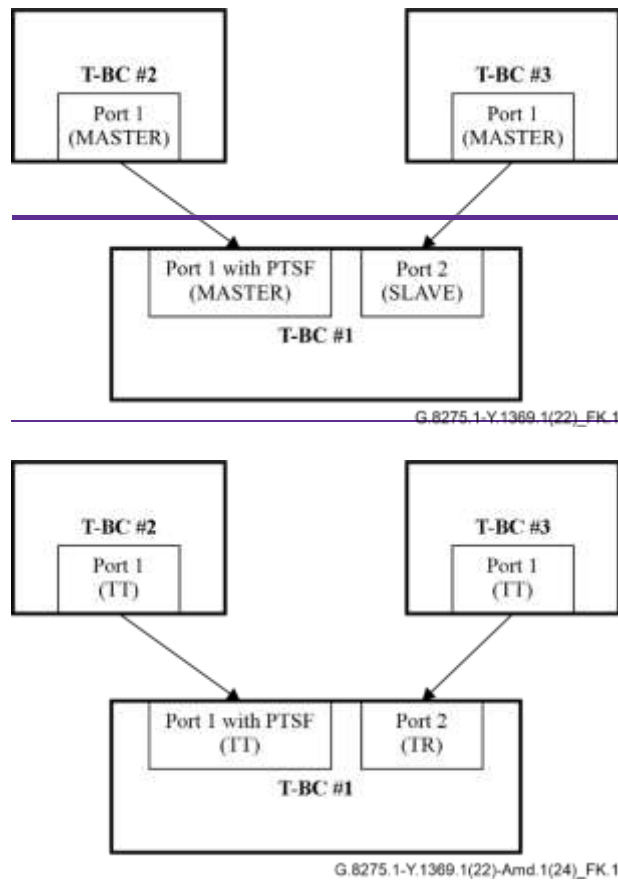 T-BC #2
T-BC #3
Port 1
(MASTER)
Port 1
(MASTER)
Port 1 with PTSF
(MASTER)
Port 2
(SLAVE)
T-BC #1
G.8275.1-Y.1369.1(22)_FK.1
T-BC #2
T-BC #3
Port 1
(TT)
Port 1
(TT)
Port 1 with PTSF
(TT)
Port 2
(TR)
T-BC #1
G.8275.1-Y.1369.1(22)-Amd.1(24)_FK.1